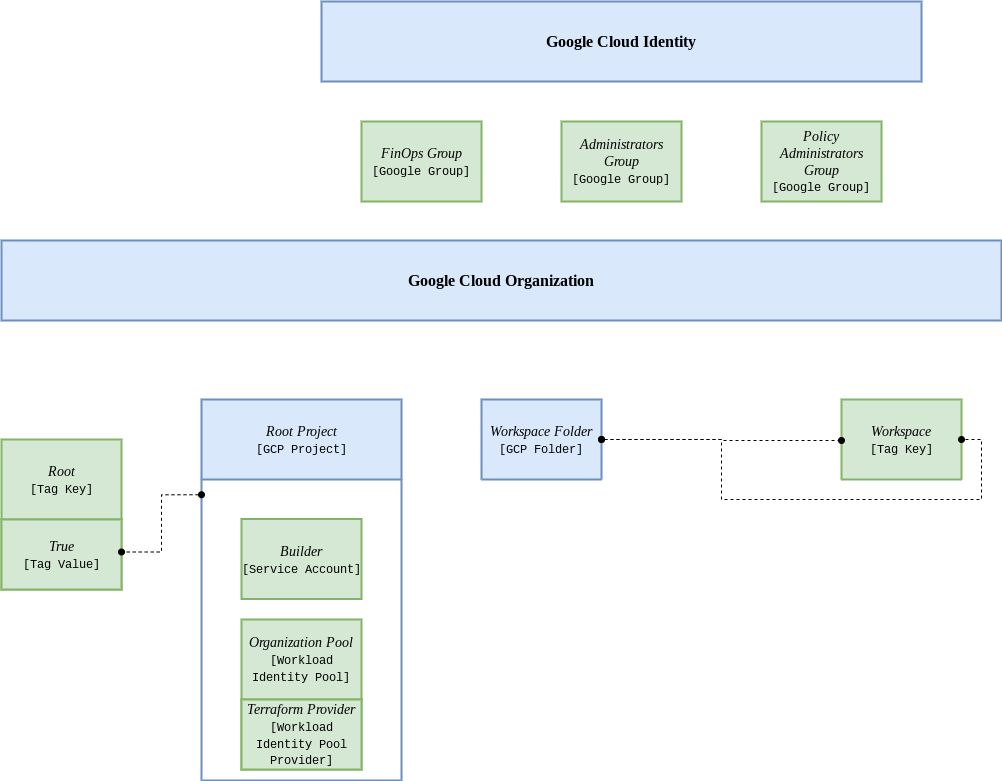 Google Cloud Identity
FinOps Group
[Google Group]
Administrators
Group
[Google Group]
Policy
Administrators
Group
[Google Group]
Google Cloud Organization
Root
[Tag Key]
True
[Tag Value]
Root Project
[GCP Project]
Builder
[Service Account]
Organization Pool
[Workload
Identity Pool]
Terraform Provider
[Workload
Identity Pool
Provider]
Workspace Folder
[GCP Folder]
Workspace
[Tag Key]